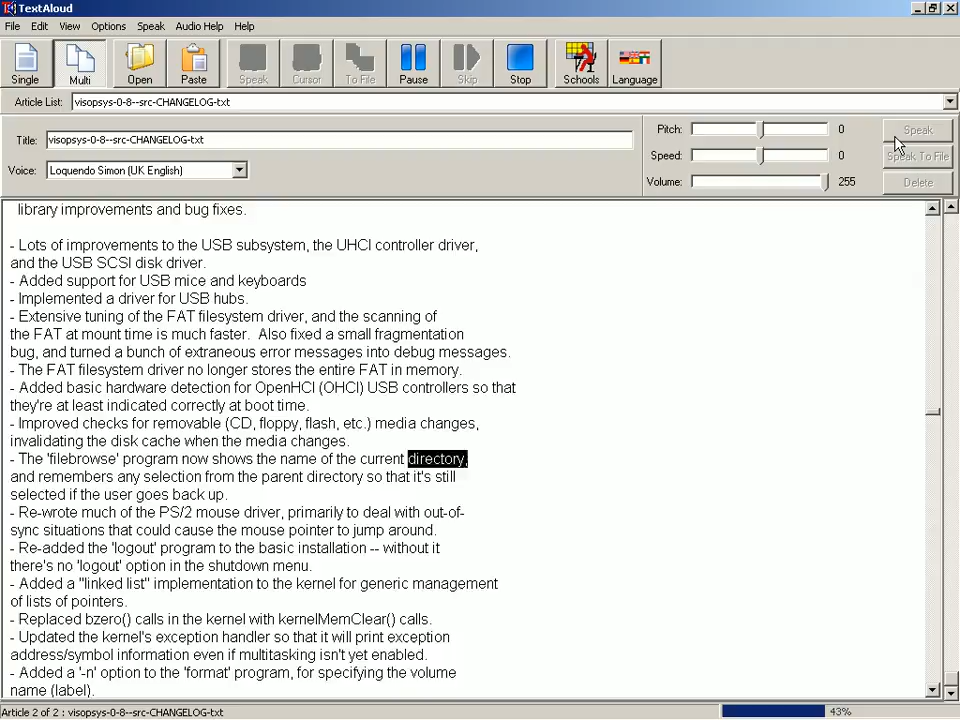 TextAloud
File Edit View Options Speak Audio Help Help
Single Multi Open Paste Speak Cursor To File Pause Skip Stop Schools Language
Article List: visopsys-0-8--src-CHANGELOG-txt
Title: visopsys-0-8--src-CHANGELOG-txt
Voice: Loquendo Simon (UK English)
Pitch: 0 Speak
Speed: 0 Speak To File
Volume: 255 Delete
library improvements and bug fixes.
- Lots of improvements to the USB subsystem, the UHCI controller driver,
and the USB SCSI disk driver.
- Added support for USB mice and keyboards
- Implemented a driver for USB hubs.
- Extensive tuning of the FAT filesystem driver, and the scanning of
the FAT at mount time is much faster.  Also fixed a small fragmentation
bug, and turned a bunch of extraneous error messages into debug messages.
- The FAT filesystem driver no longer stores the entire FAT in memory.
- Added basic hardware detection for OpenHCI (OHCI) USB controllers so that
they're at least indicated correctly at boot time.
- Improved checks for removable (CD, floppy, flash, etc.) media changes,
invalidating the disk cache when the media changes.
- The 'filebrowse' program now shows the name of the current directory,
and remembers any selection from the parent directory so that it's still
selected if the user goes back up.
- Re-wrote much of the PS/2 mouse driver, primarily to deal with out-of-
sync situations that could cause the mouse pointer to jump around.
- Re-added the 'logout' program to the basic installation -- without it
there's no 'logout' option in the shutdown menu.
- Added a "linked list" implementation to the kernel for generic management
of lists of pointers.
- Replaced bzero() calls in the kernel with kernelMemClear() calls.
- Updated the kernel's exception handler so that it will print exception
address/symbol information even if multitasking isn't yet enabled.
- Added a '-n' option to the 'format' program, for specifying the volume
name (label).
Article 2 of 2 : visopsys-0-8--src-CHANGELOG-txt 43%